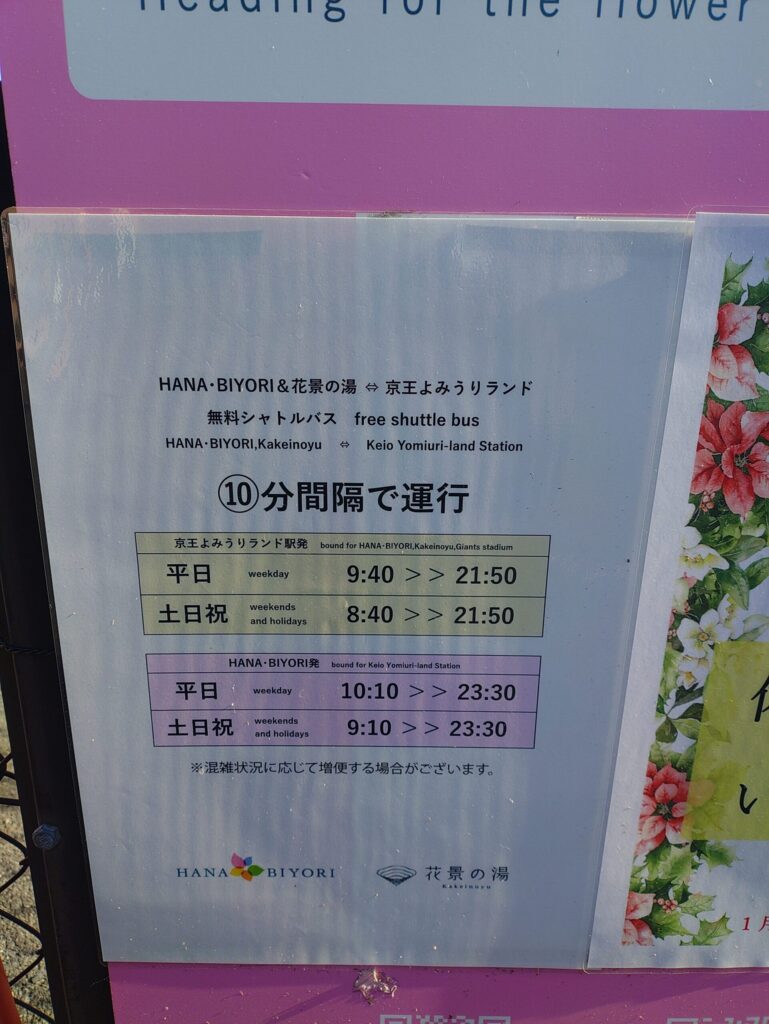 Heading for the flower
HANA・BIYORI＆花景の湯 ⇔ 京王よみうりランド
無料シャトルバス free shuttle bus
HANA・BIYORI,Kakeinoyu ⇔ Keio Yomiuri-land Station
⑩分間隔で運行
京王よみうりランド駅発 bound for HANA・BIYORI,Kakeinoyu,Giants stadium
平日 weekday 9:40 ＞＞ 21:50
土日祝 weekends and holidays 8:40 ＞＞ 21:50
HANA・BIYORI発 bound for Keio Yomiuri-land Station
平日 weekday 10:10 ＞＞ 23:30
土日祝 weekends and holidays 9:10 ＞＞ 23:30
※混雑状況に応じて増便する場合がございます。
HANA BIYORI
花景の湯
Kakeinoyu
い
1月